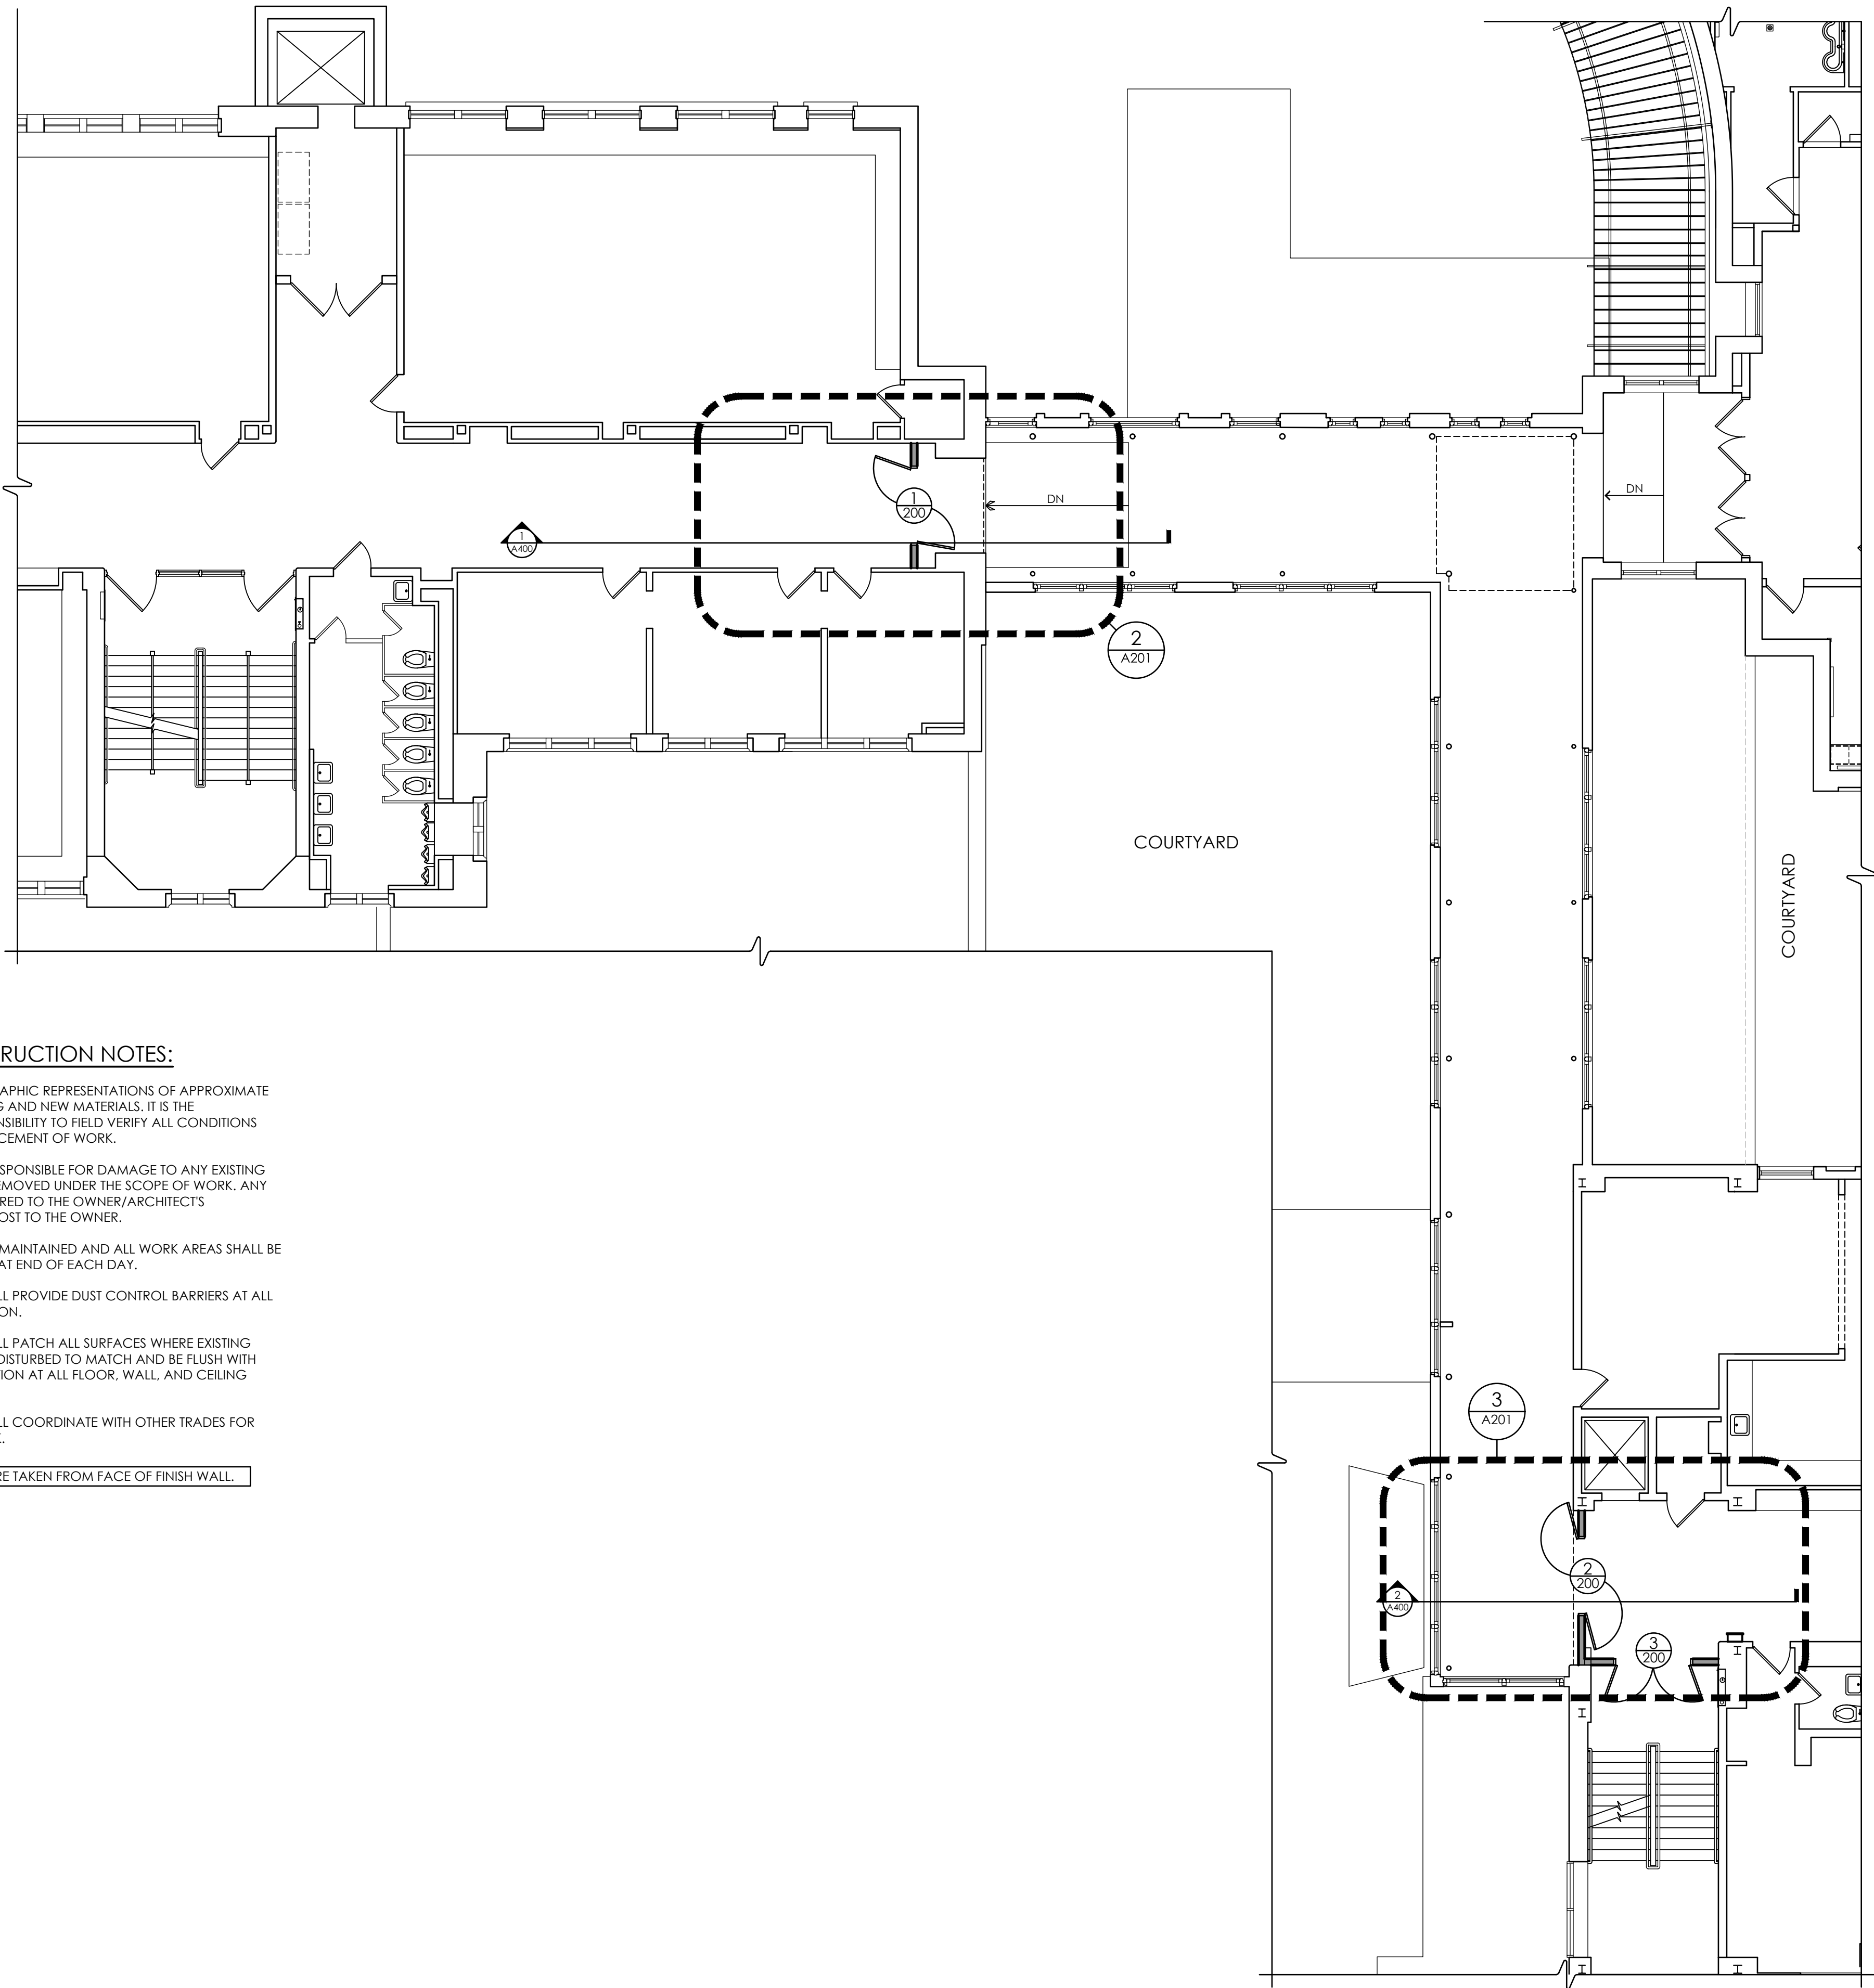 DN
DN
1
200
1
A400
2
A201
COURTYARD
COURTYARD
RUCTION NOTES:
APHIC REPRESENTATIONS OF APPROXIMATE
G AND NEW MATERIALS. IT IS THE
NSIBILITY TO FIELD VERIFY ALL CONDITIONS
CEMENT OF WORK.
SPONSIBLE FOR DAMAGE TO ANY EXISTING
EMOVED UNDER THE SCOPE OF WORK. ANY
RED TO THE OWNER/ARCHITECT'S
OST TO THE OWNER.
MAINTAINED AND ALL WORK AREAS SHALL BE
AT END OF EACH DAY.
LL PROVIDE DUST CONTROL BARRIERS AT ALL
ON.
LL PATCH ALL SURFACES WHERE EXISTING
DISTURBED TO MATCH AND BE FLUSH WITH
TION AT ALL FLOOR, WALL, AND CEILING
LL COORDINATE WITH OTHER TRADES FOR
K.
RE TAKEN FROM FACE OF FINISH WALL.
3
A201
2
200
2
A400
3
200